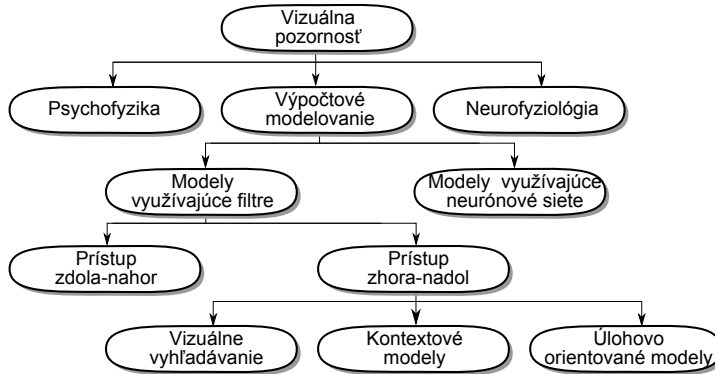 Vizuálna
pozornosť
Psychofyzika
Výpočtové
modelovanie
Neurofyziológia
Modely
využívajúce filtre
Modely využívajúce
neurónové siete
Prístup
zdola-nahor
Prístup
zhora-nadol
Vizuálne
vyhľadávanie
Kontextové
modely
Úlohovo
orientované modely